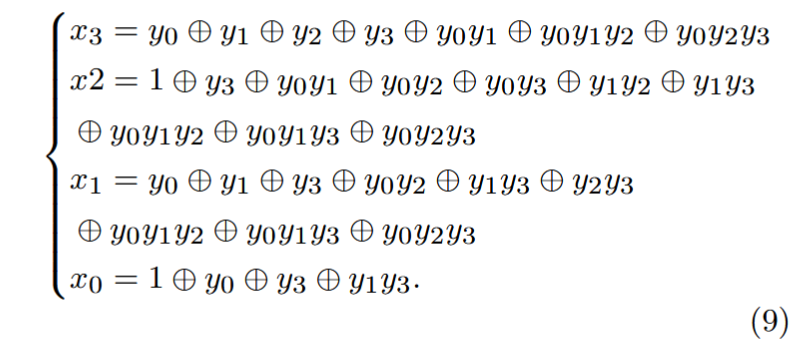 x₃ = y₀ ⊕ y₁ ⊕ y₂ ⊕ y₃ ⊕ y₀y₁ ⊕ y₀y₁y₂ ⊕ y₀y₂y₃
x2 = 1 ⊕ y₃ ⊕ y₀y₁ ⊕ y₀y₂ ⊕ y₀y₃ ⊕ y₁y₂ ⊕ y₁y₃
⊕ y₀y₁y₂ ⊕ y₀y₁y₃ ⊕ y₀y₂y₃
x₁ = y₀ ⊕ y₁ ⊕ y₃ ⊕ y₀y₂ ⊕ y₁y₃ ⊕ y₂y₃
⊕ y₀y₁y₂ ⊕ y₀y₁y₃ ⊕ y₀y₂y₃
x₀ = 1 ⊕ y₀ ⊕ y₃ ⊕ y₁y₃.
(9)